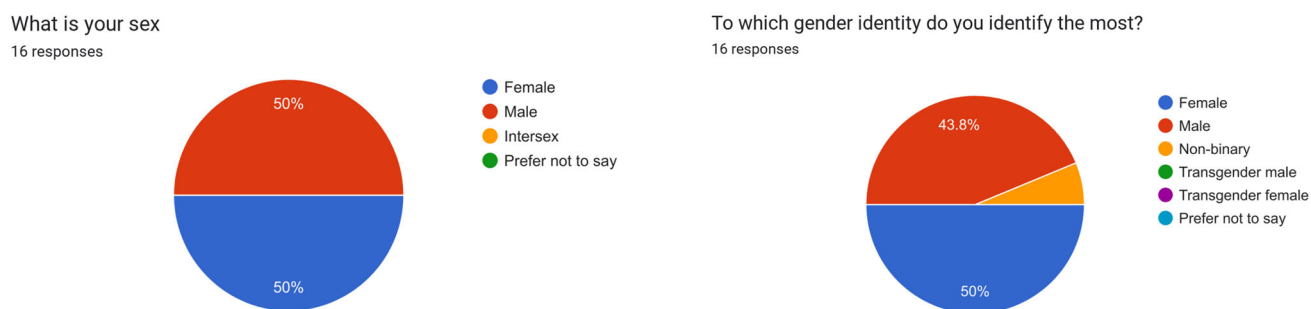 What is your sex
16 responses
50%
50%
Female
Male
Intersex
Prefer not to say
To which gender identity do you identify the most?
16 responses
43.8%
50%
Female
Male
Non-binary
Transgender male
Transgender female
Prefer not to say